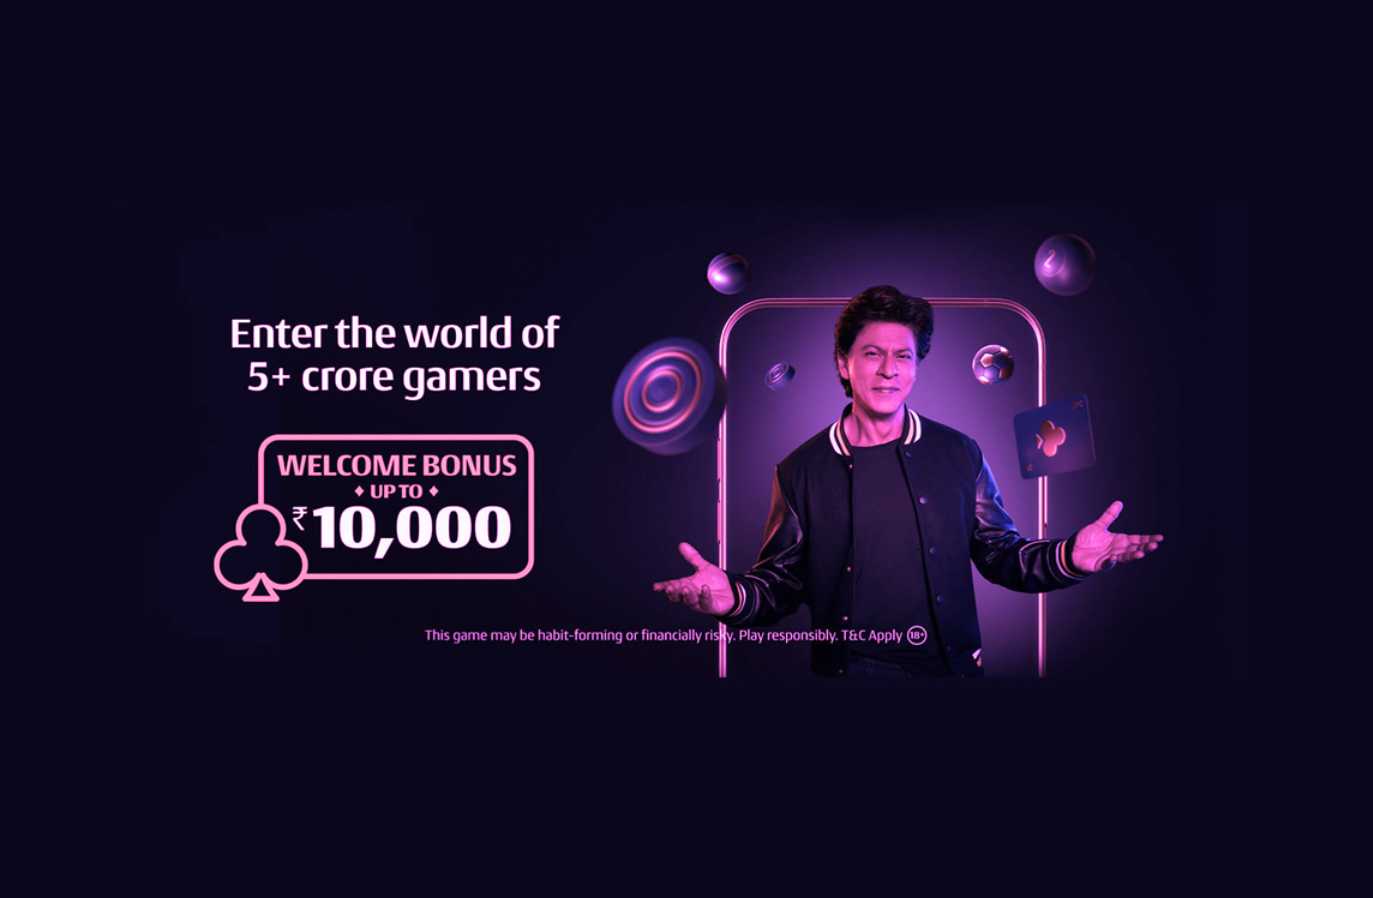 Enter the world of
5+ crore gamers
WELCOME BONUS
♦ UP TO ♦
₹10,000
This game may be habit-forming or financially risky. Play responsibly. T&C Apply 18+